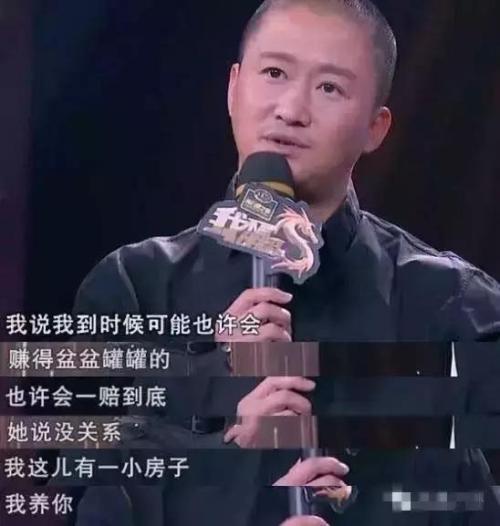 我说我到时候可能也许会
赚得盆盆罐罐的
也许会一赔到底
她说没关系
我这儿有一小房子
我养你